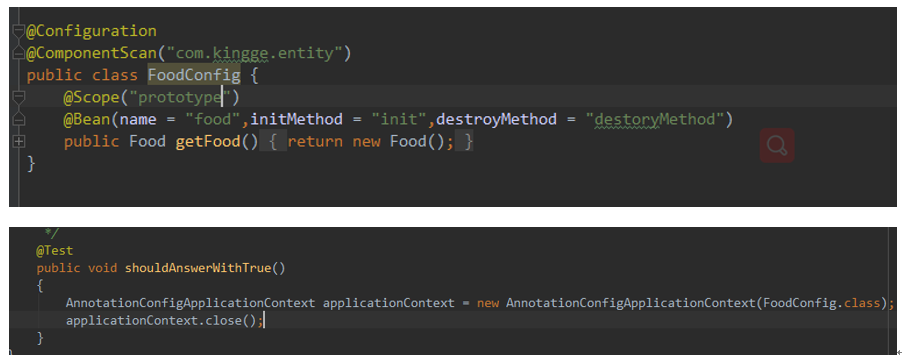 @Configuration
@ComponentScan("com.kingge.entity")
public class FoodConfig {
@Scope("prototype")
@Bean(name = "food",initMethod = "init",destroyMethod = "destoryMethod")
public Food getFood() { return new Food(); }
}
*/
@Test
public void shouldAnswerWithTrue()
{
AnnotationConfigApplicationContext applicationContext = new AnnotationConfigApplicationContext(FoodConfig.class);
applicationContext.close();
}